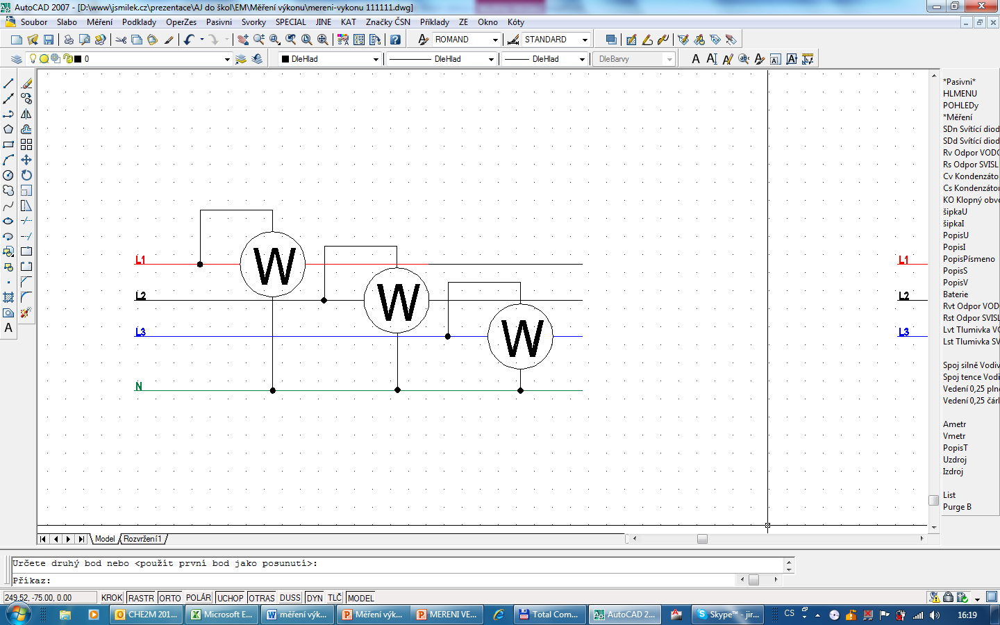 AutoCAD 2007 - [D:\www\jsmilek.cz\prezentace\AJ do škol\EM\Měření výkonu\mereni-vykonu 111111.dwg]
Soubor Slabo Měření Podklady OperZes Pasivni Svorky SPECIAL JINE KAT Značky ČSN Příklady ZE Okno Kóty
ROMAND STANDARD
0 DleHlad DleHlad DleHlad DleBarvy
*Pasivni*
HLMENU
POHLEDy
*Měření
SDn Svítící diod
SDd Svítící diod
Rv Odpor VODO
Rs Odpor SVISL
Cv Kondenzáto
Cs Kondenzátor
KO Klopný obvo
šipkaU
šipkaI
PopisU
PopisI
PopisPísmeno
PopisS
PopisV
Baterie
Rvt Odpor VOD
Rst Odpor SVISL
Lvt Tlumivka VO
Lst Tlumivka SV
Spoj silně Vodiv
Spoj tence Vodi
Vedení 0,25 plné
Vedení 0,25 čárk
Ametr
Vmetr
PopisT
Uzdroj
Izdroj
List
Purge B
L1 W L1
L2 W L2
L3 W L3
N
Model Rozvržení1
Určete druhý bod nebo <použít první bod jako posunutí>:
Příkaz:
249.52, -75.00, 0.00 KROK RASTR ORTO POLÁR UCHOP OTRAS DUSS DYN TLČ MODEL
CHE2M 201... Microsoft E... měření výk... Měření výk... MERENI VE... Total Com... AutoCAD 2... Skype™ - jir... CS 16:19